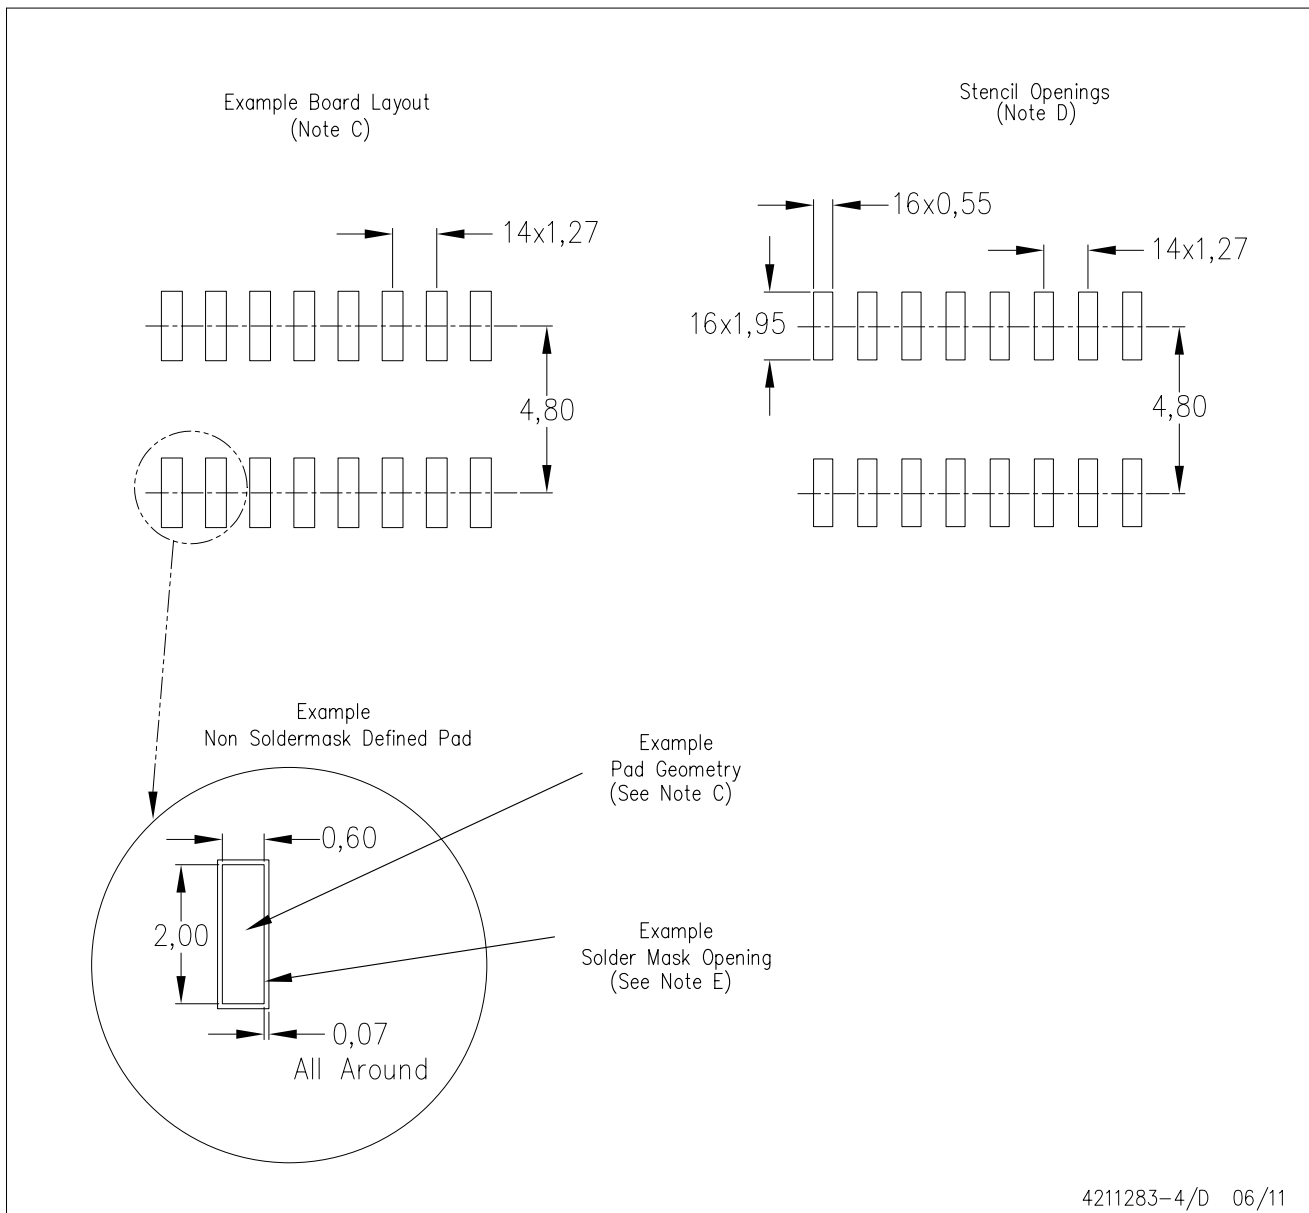 Example Board Layout
(Note C)
Stencil Openings
(Note D)
14x1,27
4,80
16x0,55
14x1,27
16x1,95
4,80
Example
Non Soldermask Defined Pad
Example
Pad Geometry
(See Note C)
0,60
2,00
Example
Solder Mask Opening
(See Note E)
0,07
All Around
4211283-4/D 06/11